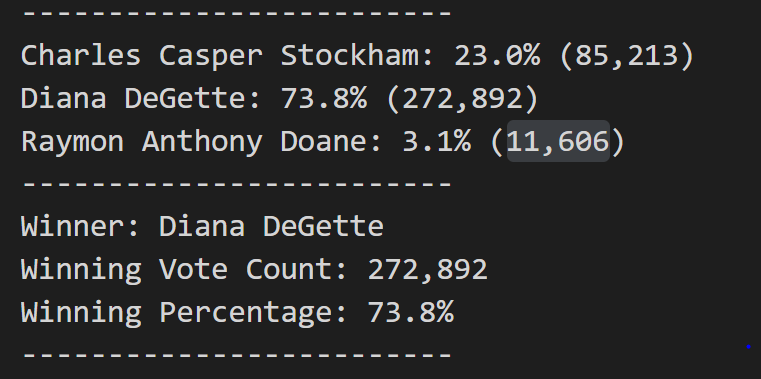 -------------------------
Charles Casper Stockham: 23.0% (85,213)
Diana DeGette: 73.8% (272,892)
Raymon Anthony Doane: 3.1% (11,606)
-------------------------
Winner: Diana DeGette
Winning Vote Count: 272,892
Winning Percentage: 73.8%
-------------------------